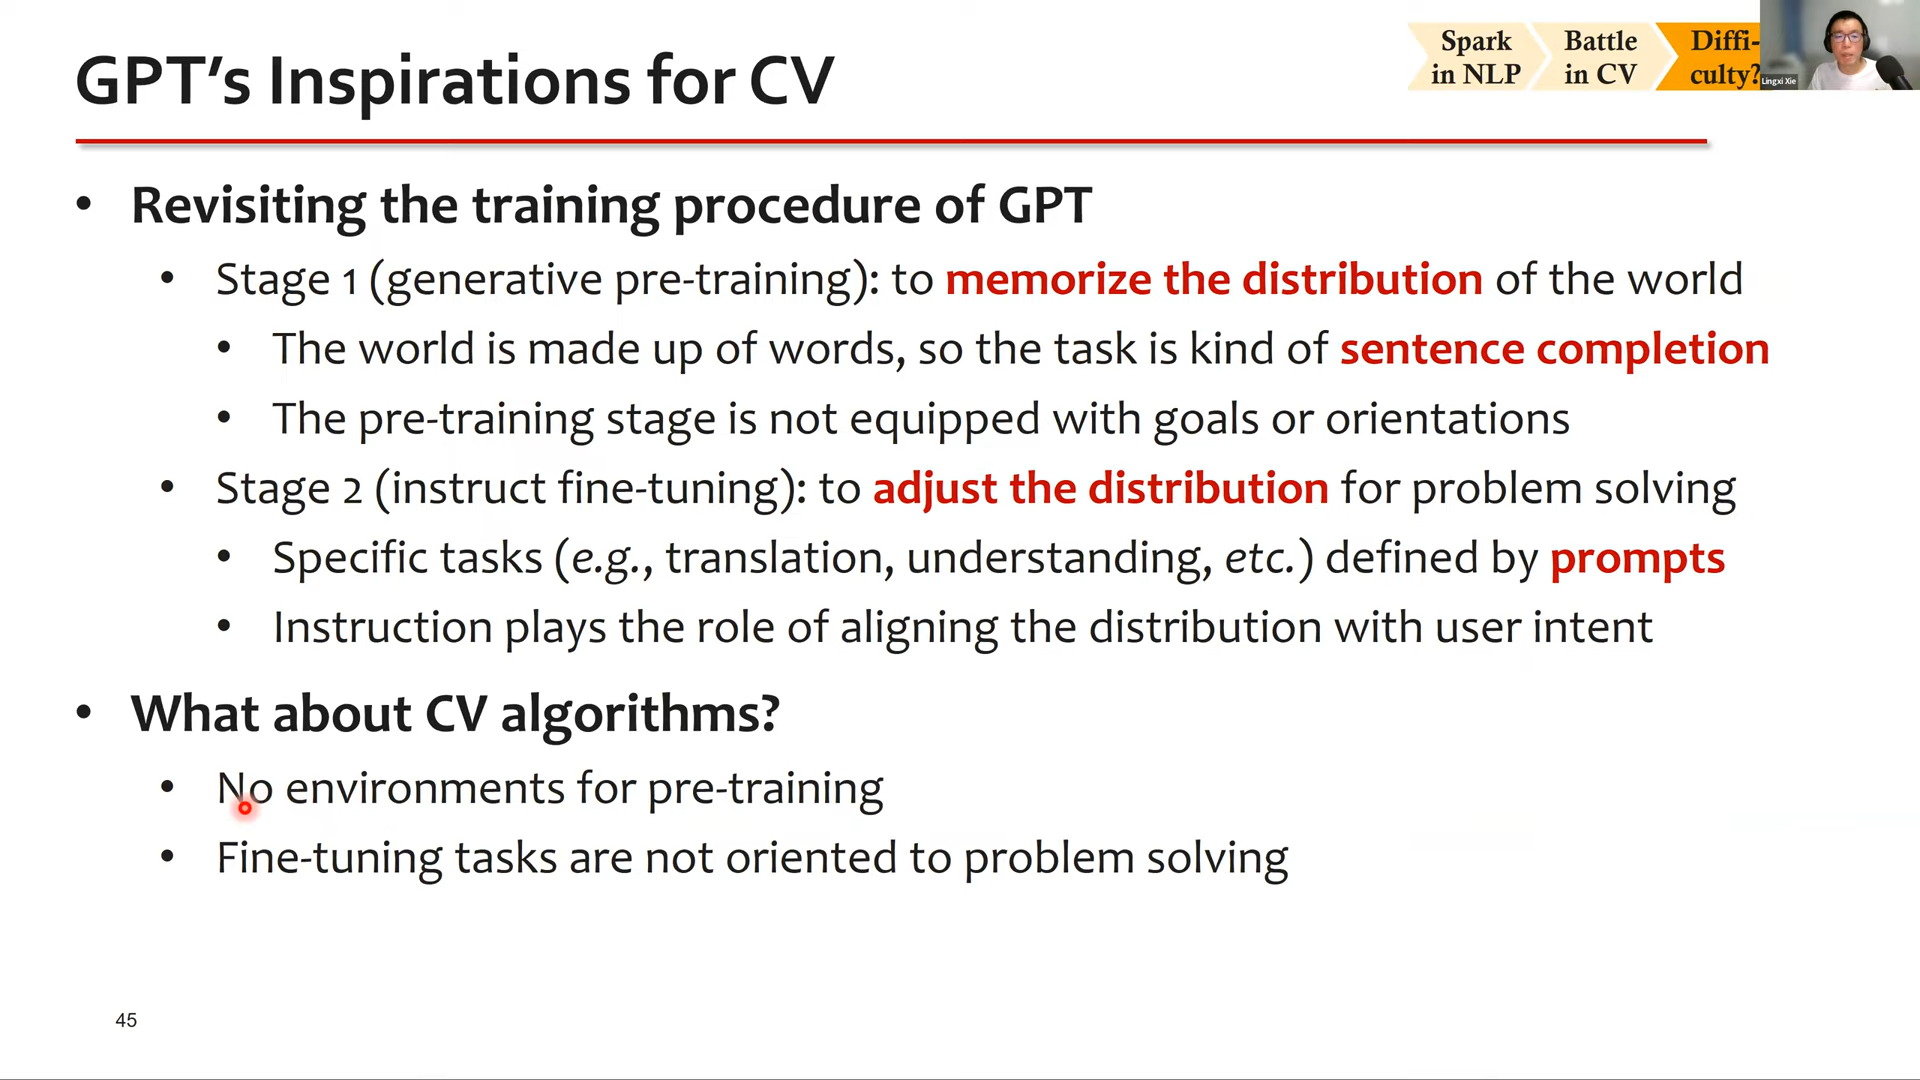 GPT’s Inspirations for CV
Spark
in NLP
Battle
in CV
Diffi-
culty?
Lingxi Xie
• Revisiting the training procedure of GPT
• Stage 1 (generative pre-training): to memorize the distribution of the world
• The world is made up of words, so the task is kind of sentence completion
• The pre-training stage is not equipped with goals or orientations
• Stage 2 (instruct fine-tuning): to adjust the distribution for problem solving
• Specific tasks (e.g., translation, understanding, etc.) defined by prompts
• Instruction plays the role of aligning the distribution with user intent
• What about CV algorithms?
• No environments for pre-training
• Fine-tuning tasks are not oriented to problem solving
45